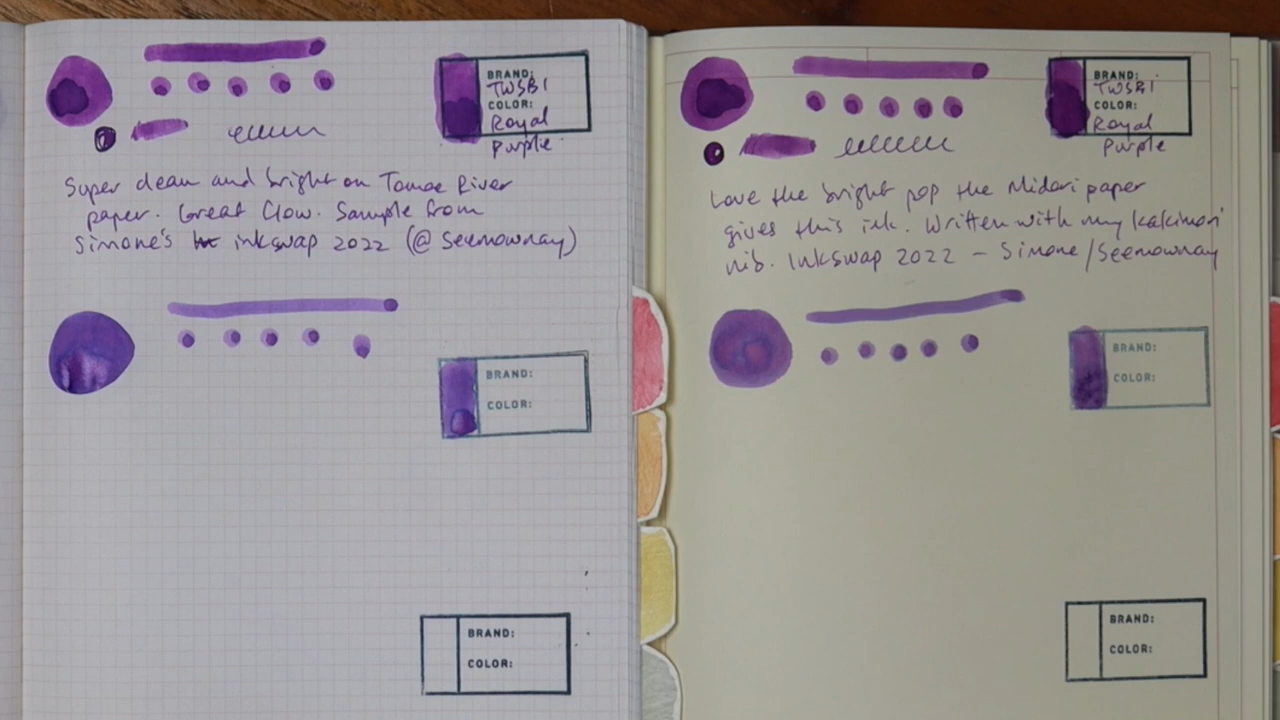 BRAND:
TWSBI
COLOR:
Royal
Purple
Super clean and bright on Tomoe River
paper. Great flow. Sample from
Simone's inkswap 2022 (@Seemownay)
BRAND:
COLOR:
BRAND:
COLOR:
BRAND:
TWSBI
COLOR:
Royal
Purple
Love the bright pop the Midori paper
gives this ink. Written with my Kakimori
nib. Inkswap 2022 – Simone/Seemownay
BRAND:
COLOR:
BRAND:
COLOR: